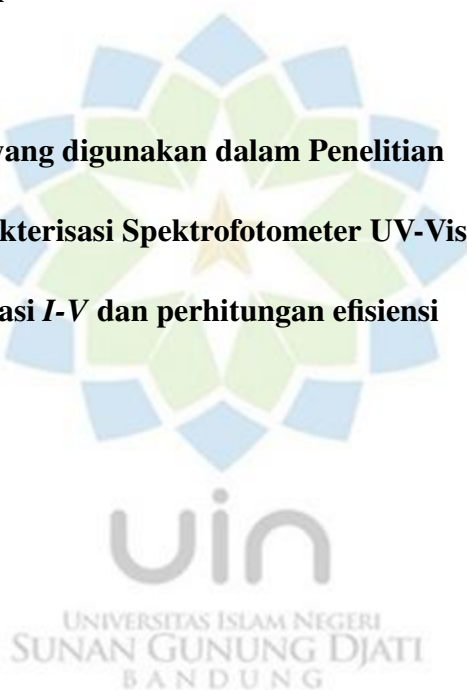 yang digunakan dalam Penelitian
kterisasi Spektrofotometer UV-Vis
asi I-V dan perhitungan efisiensi
uin
UNIVERSITAS ISLAM NEGERI
SUNAN GUNUNG DJATI
BANDUNG